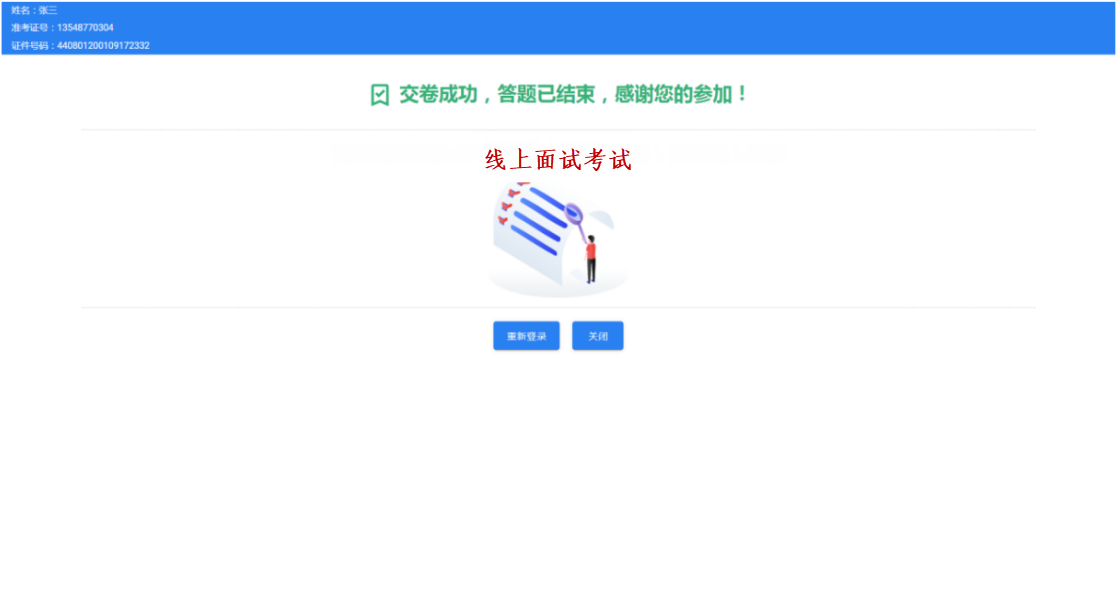 姓名：张三
准考证号：13548770304
证件号码：440801200109172332
交卷成功，答题已结束，感谢您的参加！
线上面试考试
重新登录 关闭